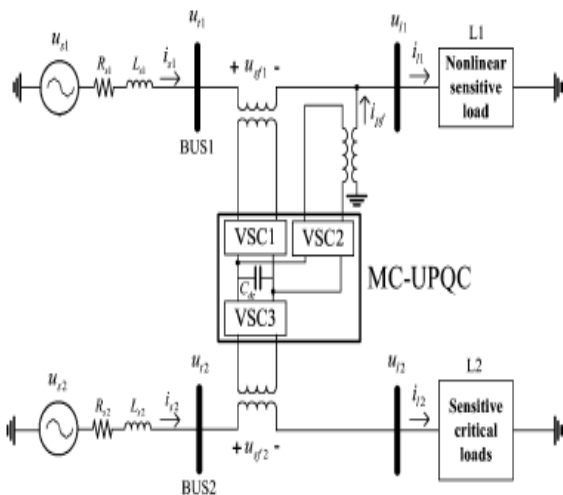 u_s1
R_s1
L_s1
i_s1
u_t1
+ u_sf1 -
u_l1
i_l1
L1
Nonlinear
sensitive
load
BUS1
i_pf
VSC1
VSC2
C_dc
VSC3
MC-UPQC
u_s2
R_s2
L_s2
i_s2
u_t2
+ u_sf2 -
u_l2
i_l2
L2
Sensitive
critical
loads
BUS2